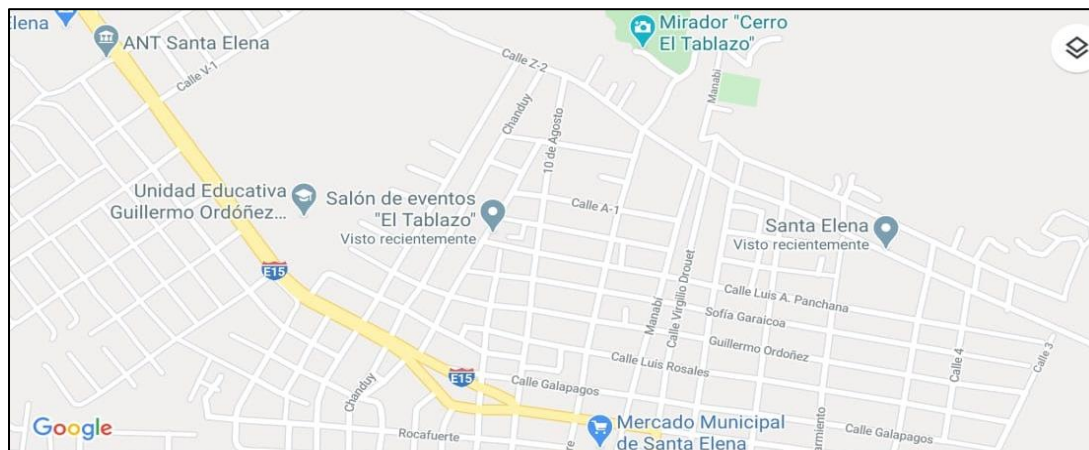 Elena
ANT Santa Elena
Calle V-1
Calle Z-2
Mirador "Cerro
El Tablazo"
Manabí
Chanduy
10 de Agosto
Unidad Educativa
Guillermo Ordóñez...
Salón de eventos
"El Tablazo"
Visto recientemente
Calle A-1
Santa Elena
Visto recientemente
E15
Calle Luis A. Panchana
Sofía Garaicoa
Guillermo Ordoñez
Manabí
Calle Virgilio Drouet
Calle Luis Rosales
Calle 4
Calle 3
E15
Calle Galapagos
Chanduy
Google
Rocafuerte
Mercado Municipal
de Santa Elena
Calle Galapagos